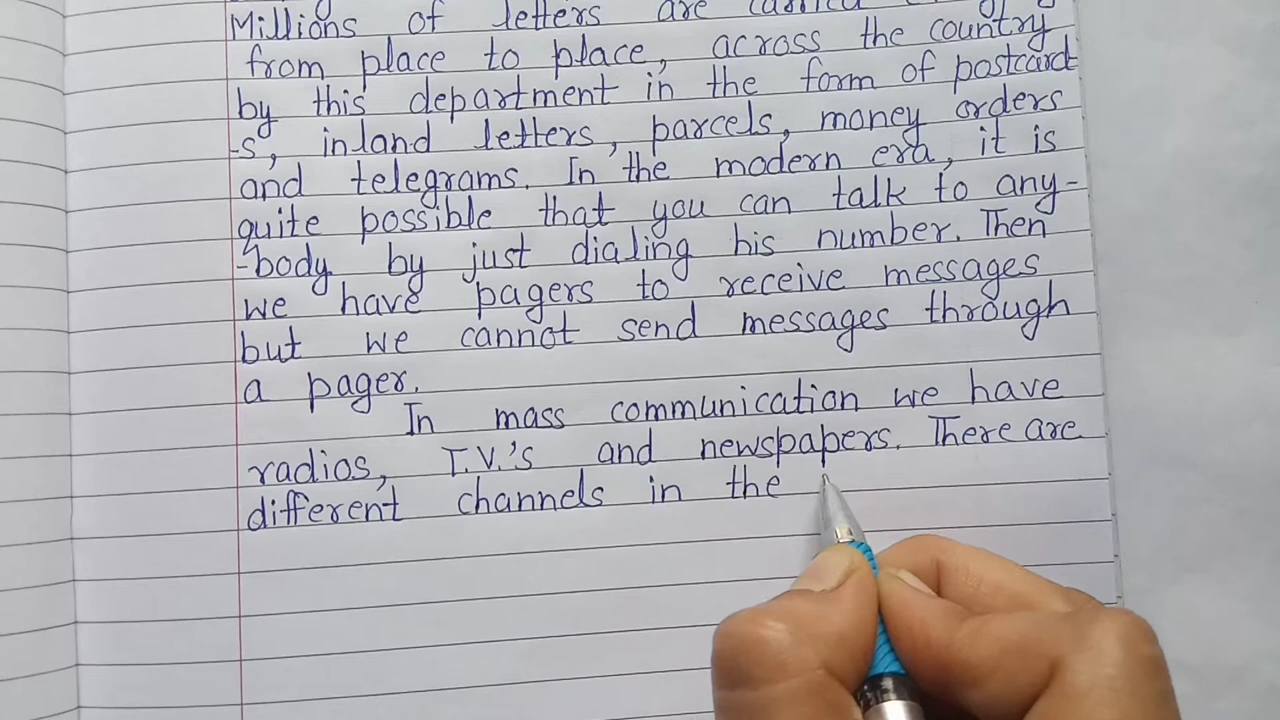 Millions of letters are carried
from place to place, across the country
by this department in the form of postcard
-s, inland letters, parcels, money orders
and telegrams. In the modern era, it is
quite possible that you can talk to any-
-body by just dialing his number. Then
we have pagers to receive messages
but we cannot send messages through
a pager.
In mass communication we have
radios, T.V.'s and newspapers. There are
different channels in the